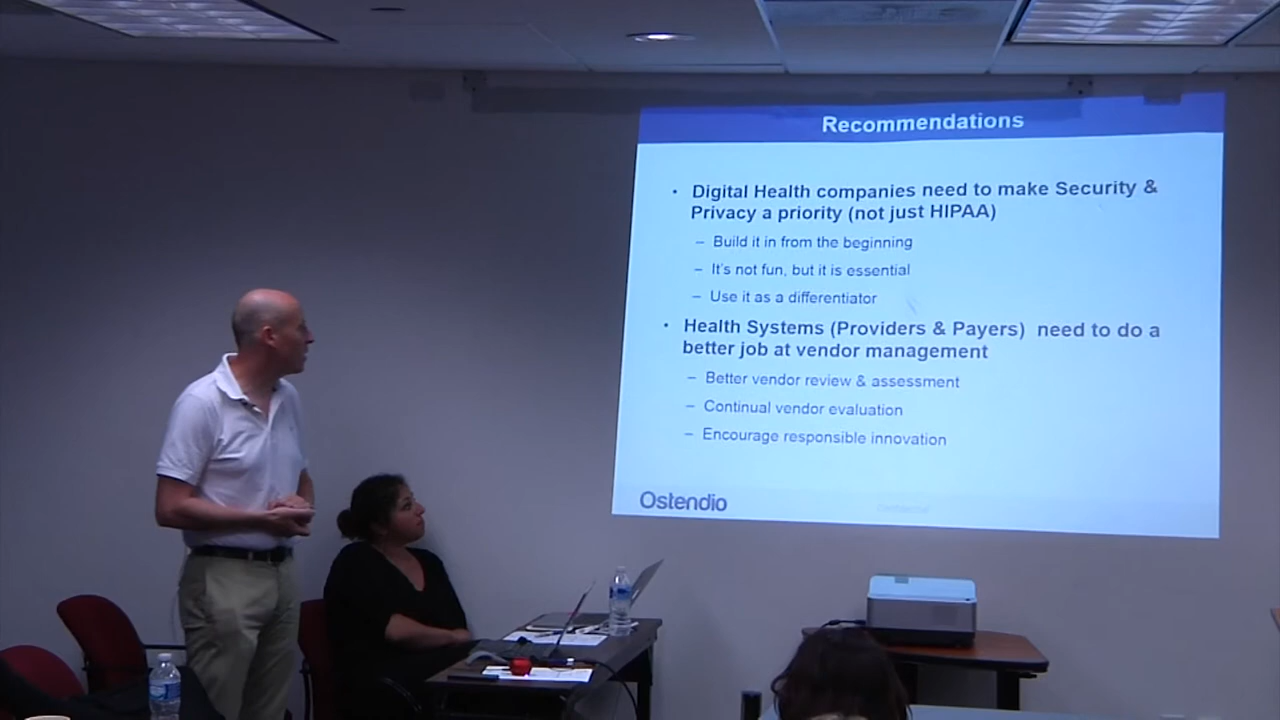 Recommendations
• Digital Health companies need to make Security &
Privacy a priority (not just HIPAA)
– Build it in from the beginning
– It's not fun, but it is essential
– Use it as a differentiator
• Health Systems (Providers & Payers) need to do a
better job at vendor management
– Better vendor review & assessment
– Continual vendor evaluation
– Encourage responsible innovation
Ostendio